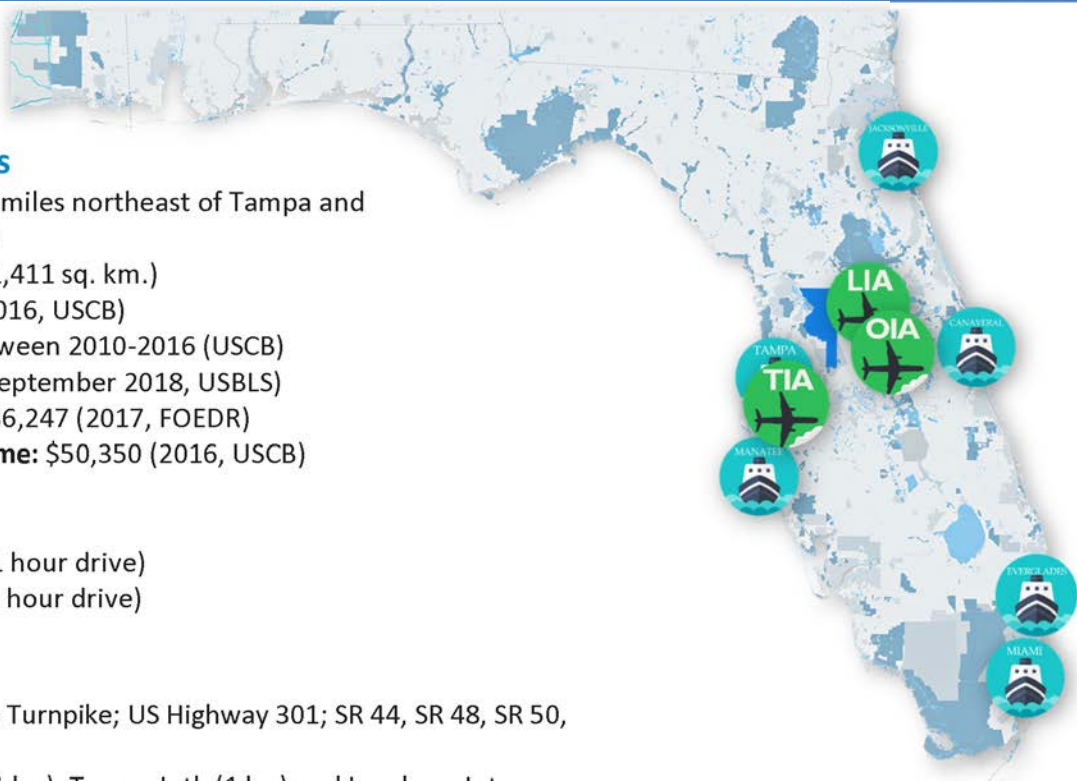 s
miles northeast of Tampa and
,411 sq. km.)
016, USCB)
ween 2010-2016 (USCB)
eptember 2018, USBLS)
6,247 (2017, FOEDR)
me: $50,350 (2016, USCB)
hour drive)
hour drive)
Turnpike; US Highway 301; SR 44, SR 48, SR 50,
JACKSONVILLE
LIA
OIA
CANAVERAL
TAMPA
TIA
MANATEE
EVERGLADES
MIAMI